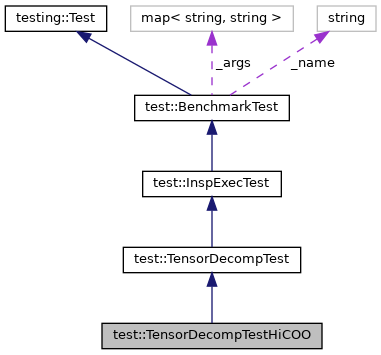 testing::Test
map< string, string >
string
_args
_name
test::BenchmarkTest
test::InspExecTest
test::TensorDecompTest
test::TensorDecompTestHiCOO